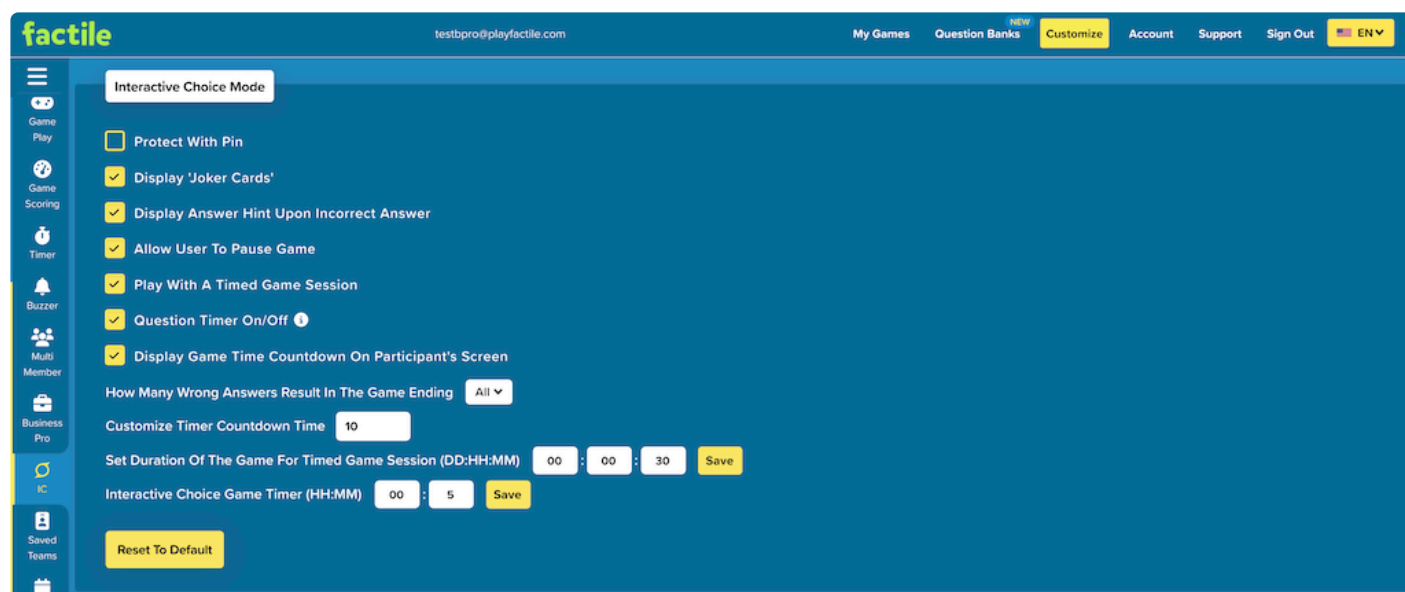 factile
testbpro@playfactile.com
My Games
Question Banks
NEW
Customize
Account
Support
Sign Out
EN
Game
Play
Game
Scoring
Timer
Buzzer
Multi
Member
Business
Pro
IC
Saved
Teams
Interactive Choice Mode
Protect With Pin
Display 'Joker Cards'
Display Answer Hint Upon Incorrect Answer
Allow User To Pause Game
Play With A Timed Game Session
Question Timer On/Off
Display Game Time Countdown On Participant's Screen
How Many Wrong Answers Result In The Game Ending All
Customize Timer Countdown Time 10
Set Duration Of The Game For Timed Game Session (DD:HH:MM) 00 : 00 : 30 Save
Interactive Choice Game Timer (HH:MM) 00 : 5 Save
Reset To Default